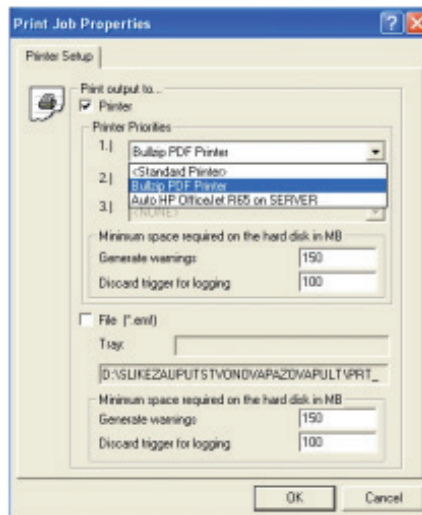 Print Job Properties
Printer Setup
Print output to...
Printer
Printer Priorities
1.| Bullzip PDF Printer
<Standard Printer>
2.| Bullzip PDF Printer
Auto HP OfficeJet R65 on SERVER
3.| <NONE>
Minimum space required on the hard disk in MB
Generate warnings 150
Discard trigger for logging 100
File (*.emf)
Tray:
D:\SLIKEZAUPUTSTVONOVAPAZOVAPULT\PRT_
Minimum space required on the hard disk in MB
Generate warnings 150
Discard trigger for logging 100
OK Cancel